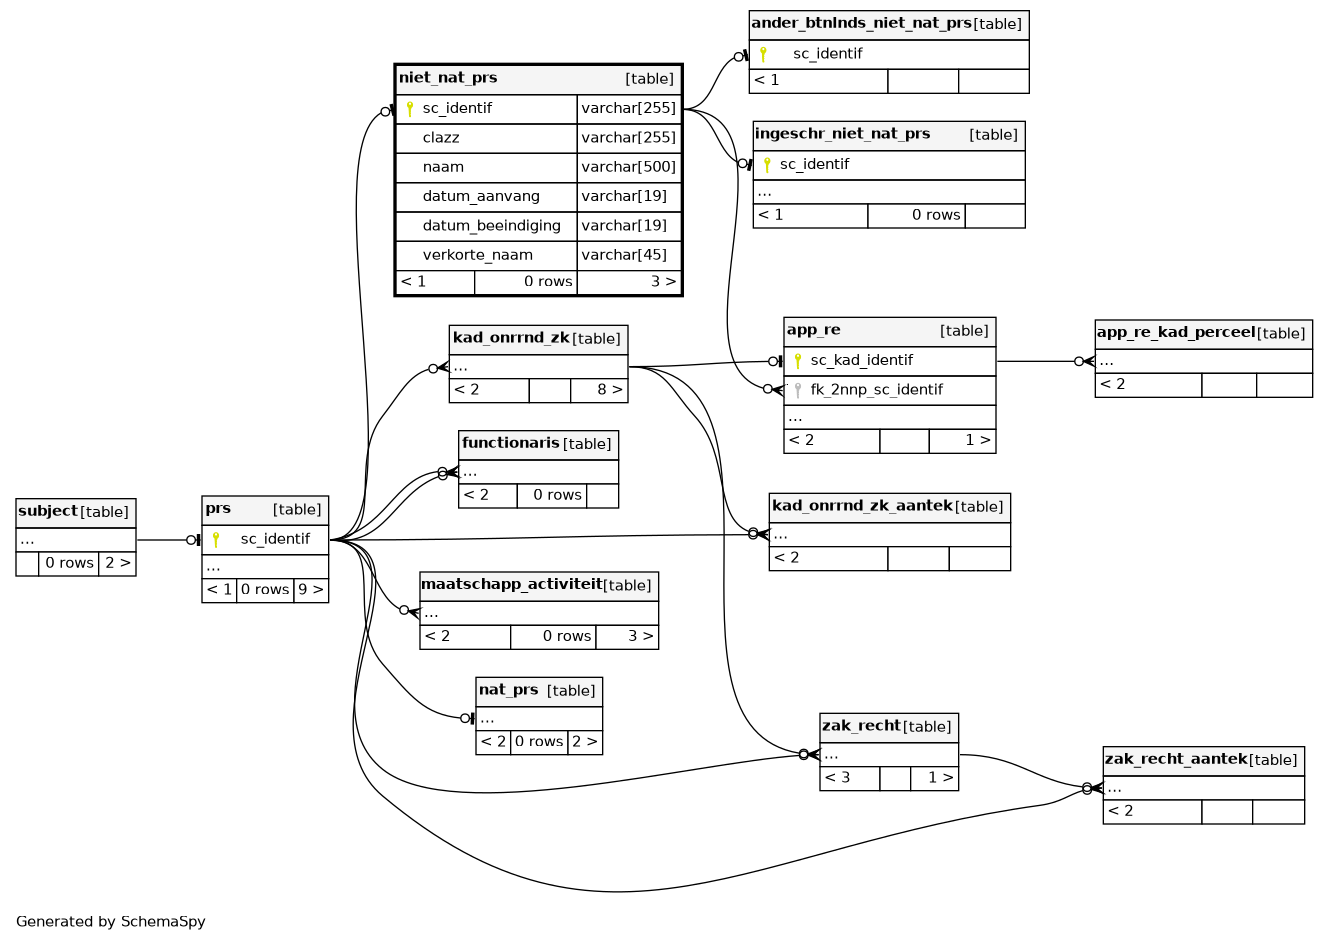 ander_btnlnds_niet_nat_prs [table]
sc_identif
< 1
niet_nat_prs [table]
sc_identif varchar[255]
clazz varchar[255]
naam varchar[500]
datum_aanvang varchar[19]
datum_beeindiging varchar[19]
verkorte_naam varchar[45]
< 1 0 rows 3 >
ingeschr_niet_nat_prs [table]
sc_identif
...
< 1 0 rows
kad_onrrnd_zk [table]
...
< 2 8 >
app_re [table]
sc_kad_identif
fk_2nnp_sc_identif
...
< 2 1 >
app_re_kad_perceel [table]
...
< 2
functionaris [table]
...
< 2 0 rows
subject [table]
...
0 rows 2 >
prs [table]
sc_identif
...
< 1 0 rows 9 >
kad_onrrnd_zk_aantek [table]
...
< 2
maatschapp_activiteit [table]
...
< 2 0 rows 3 >
nat_prs [table]
...
< 2 0 rows 2 >
zak_recht [table]
...
< 3 1 >
zak_recht_aantek [table]
...
< 2
Generated by SchemaSpy